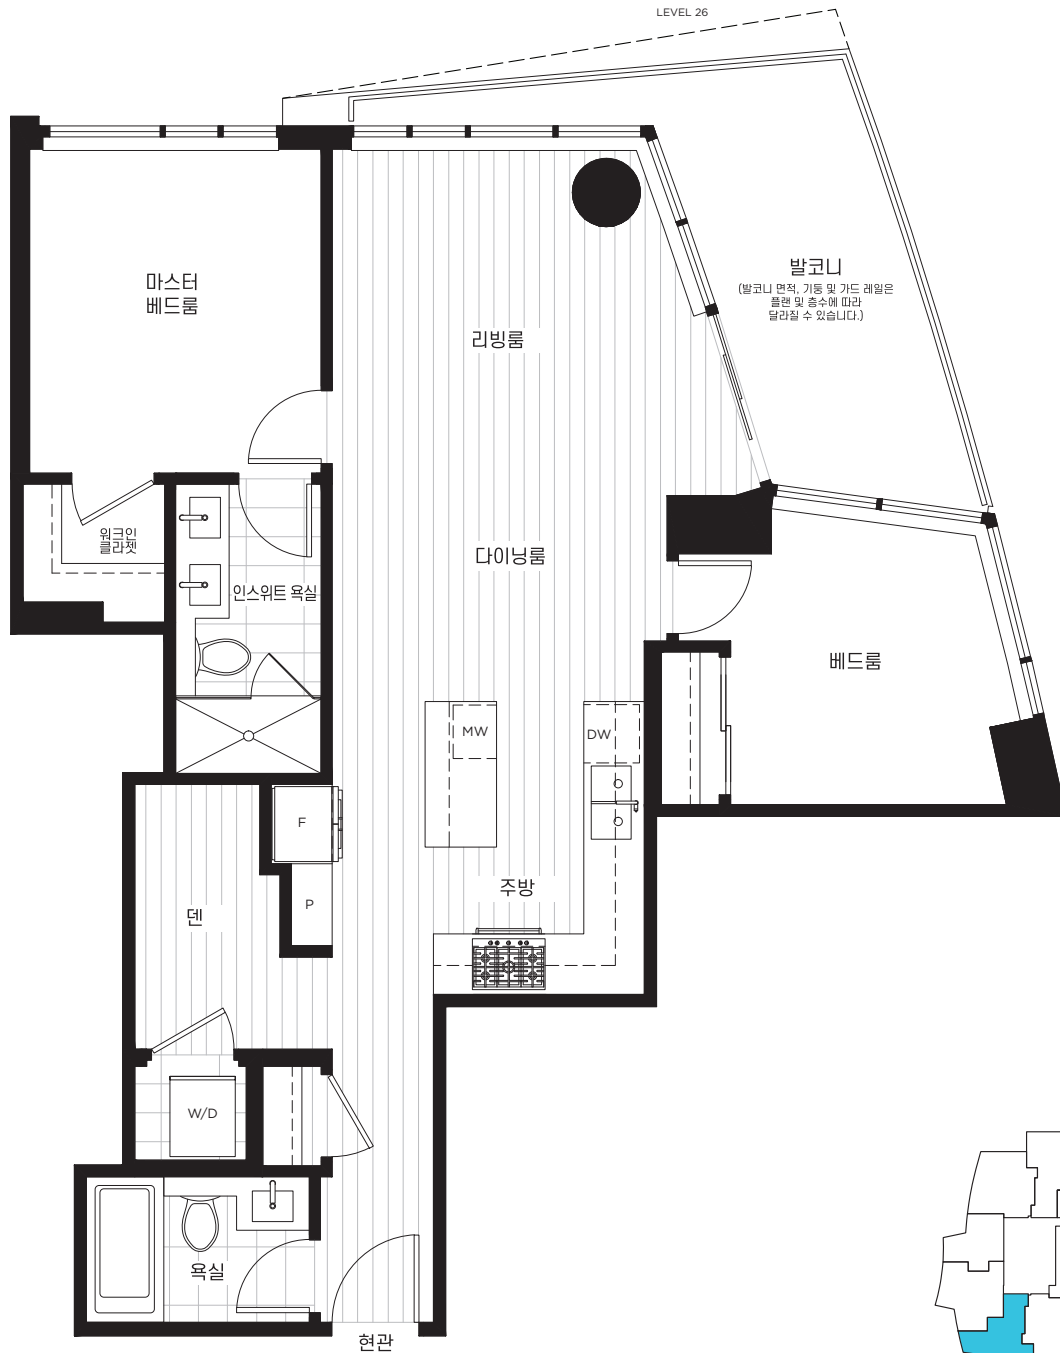 LEVEL 26
마스터
베드룸
발코니
(발코니 면적, 기둥 및 가드 레일은
플랜 및 층수에 따라
달라질 수 있습니다.)
리빙룸
워크인
클라젯
다이닝룸
인스위트 욕실
베드룸
MW
DW
F
주방
P
덴
W/D
욕실
현관